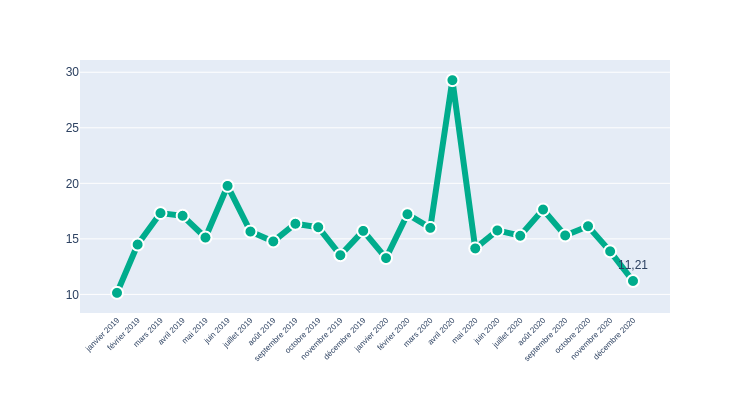 30
25
20
15
10
11,21
janvier 2019
février 2019
mars 2019
avril 2019
mai 2019
juin 2019
juillet 2019
août 2019
septembre 2019
octobre 2019
novembre 2019
décembre 2019
janvier 2020
février 2020
mars 2020
avril 2020
mai 2020
juin 2020
juillet 2020
août 2020
septembre 2020
octobre 2020
novembre 2020
décembre 2020